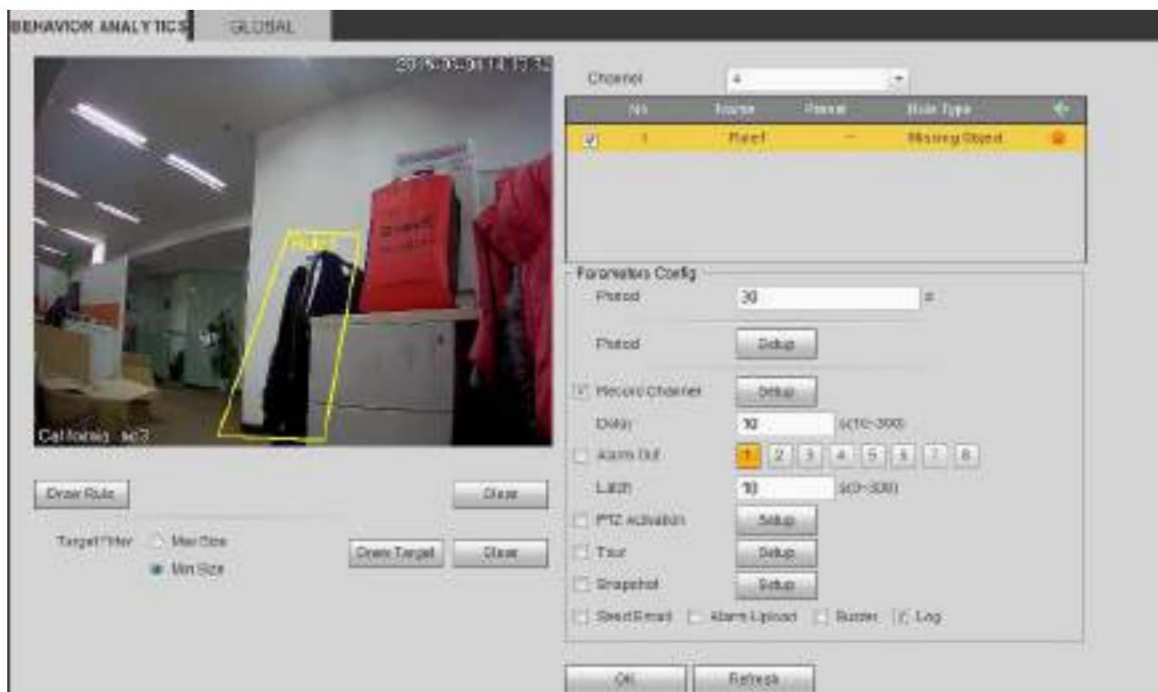 BEHAVIOR ANALYTICS
GLOBAL
Channel
4
No.
Name
Preset
Rule Type
1
Rule1
---
Missing Object
Rule1
California
Parameters Config
Period
30
s
Period
Setup
Record Channel
Setup
Delay
10
s(10~300)
Alarm Out
1 2 3 4 5 6 7 8
Latch
10
s(0~300)
PTZ Activation
Setup
Tour
Setup
Snapshot
Setup
Send Email
Alarm Upload
Buzzer
Log
Draw Rule
Clear
Target Filter
Max Size
Min Size
Draw Target
Clear
OK
Refresh